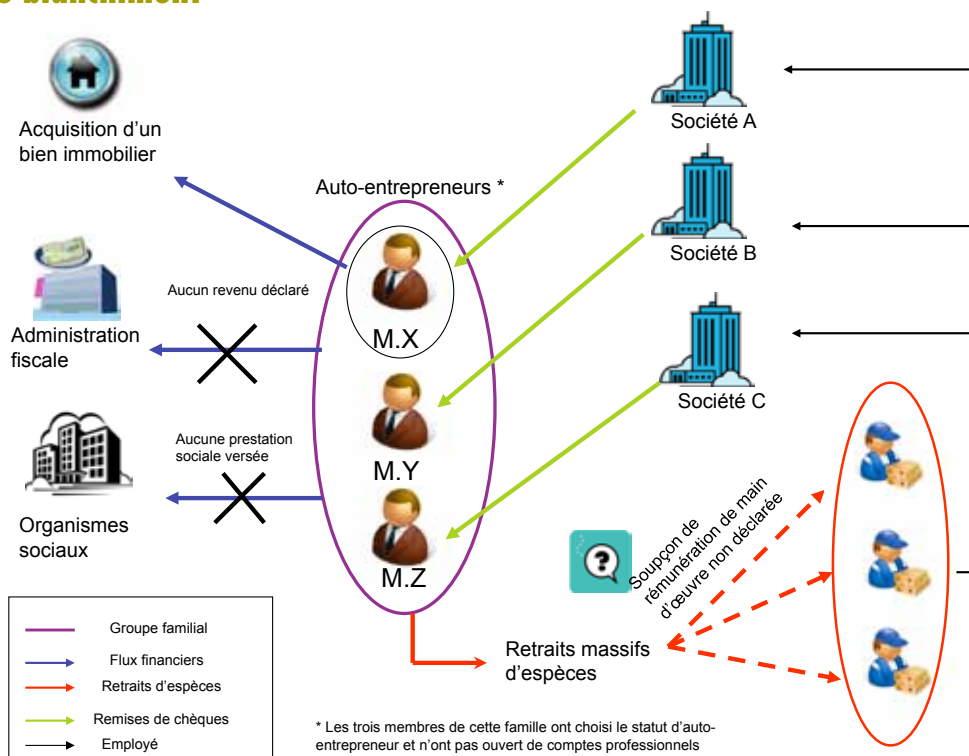 Acquisition d'un
bien immobilier
Auto-entrepreneurs *
Société A
Société B
Société C
Administration
fiscale
Aucun revenu déclaré
M.X
M.Y
M.Z
Aucune prestation
sociale versée
Organismes
sociaux
Soupçon de
rémunération de main
d'œuvre non déclarée
Retraits massifs
d'espèces
Groupe familial
Flux financiers
Retraits d'espèces
Remises de chèques
Employé
* Les trois membres de cette famille ont choisi le statut d'auto-
entrepreneur et n'ont pas ouvert de comptes professionnels